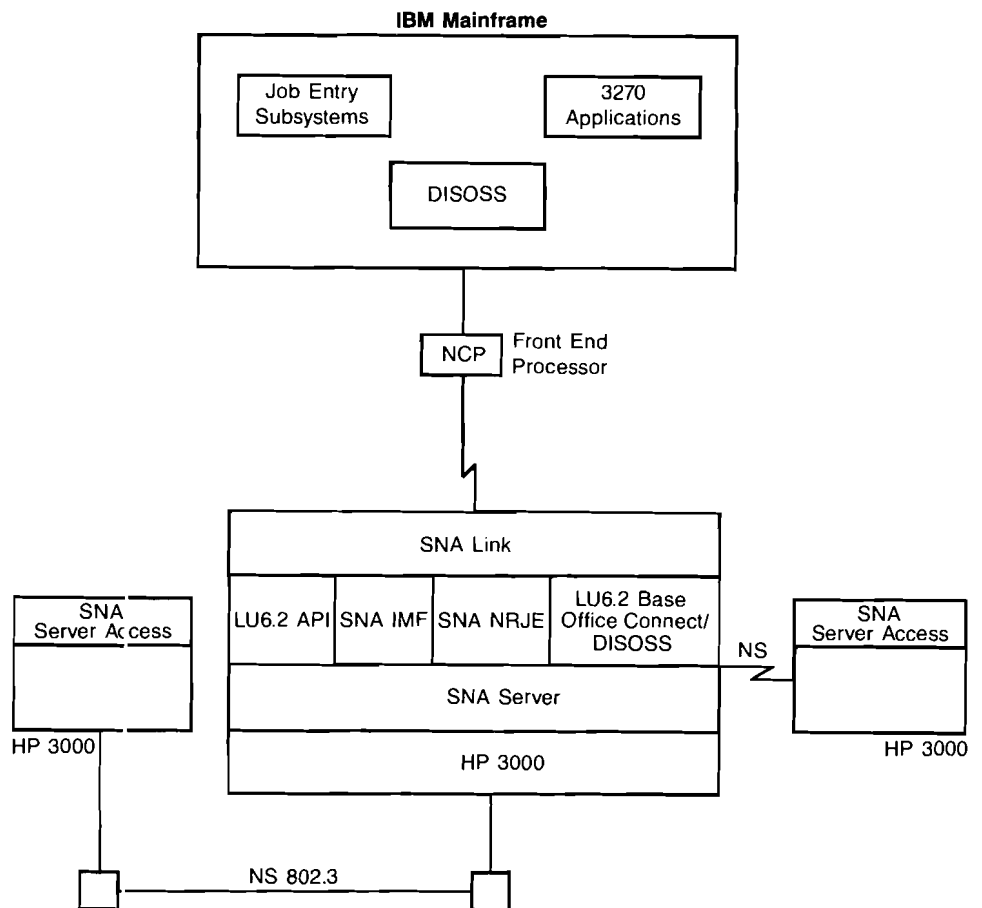 IBM Mainframe
Job Entry
Subsystems
3270
Applications
DISOSS
NCP
Front End
Processor
SNA Link
LU6.2 API
SNA IMF
SNA NRJE
LU6.2 Base
Office Connect/
DISOSS
SNA
Server Access
HP 3000
NS
SNA
Server Access
HP 3000
SNA Server
HP 3000
NS 802.3